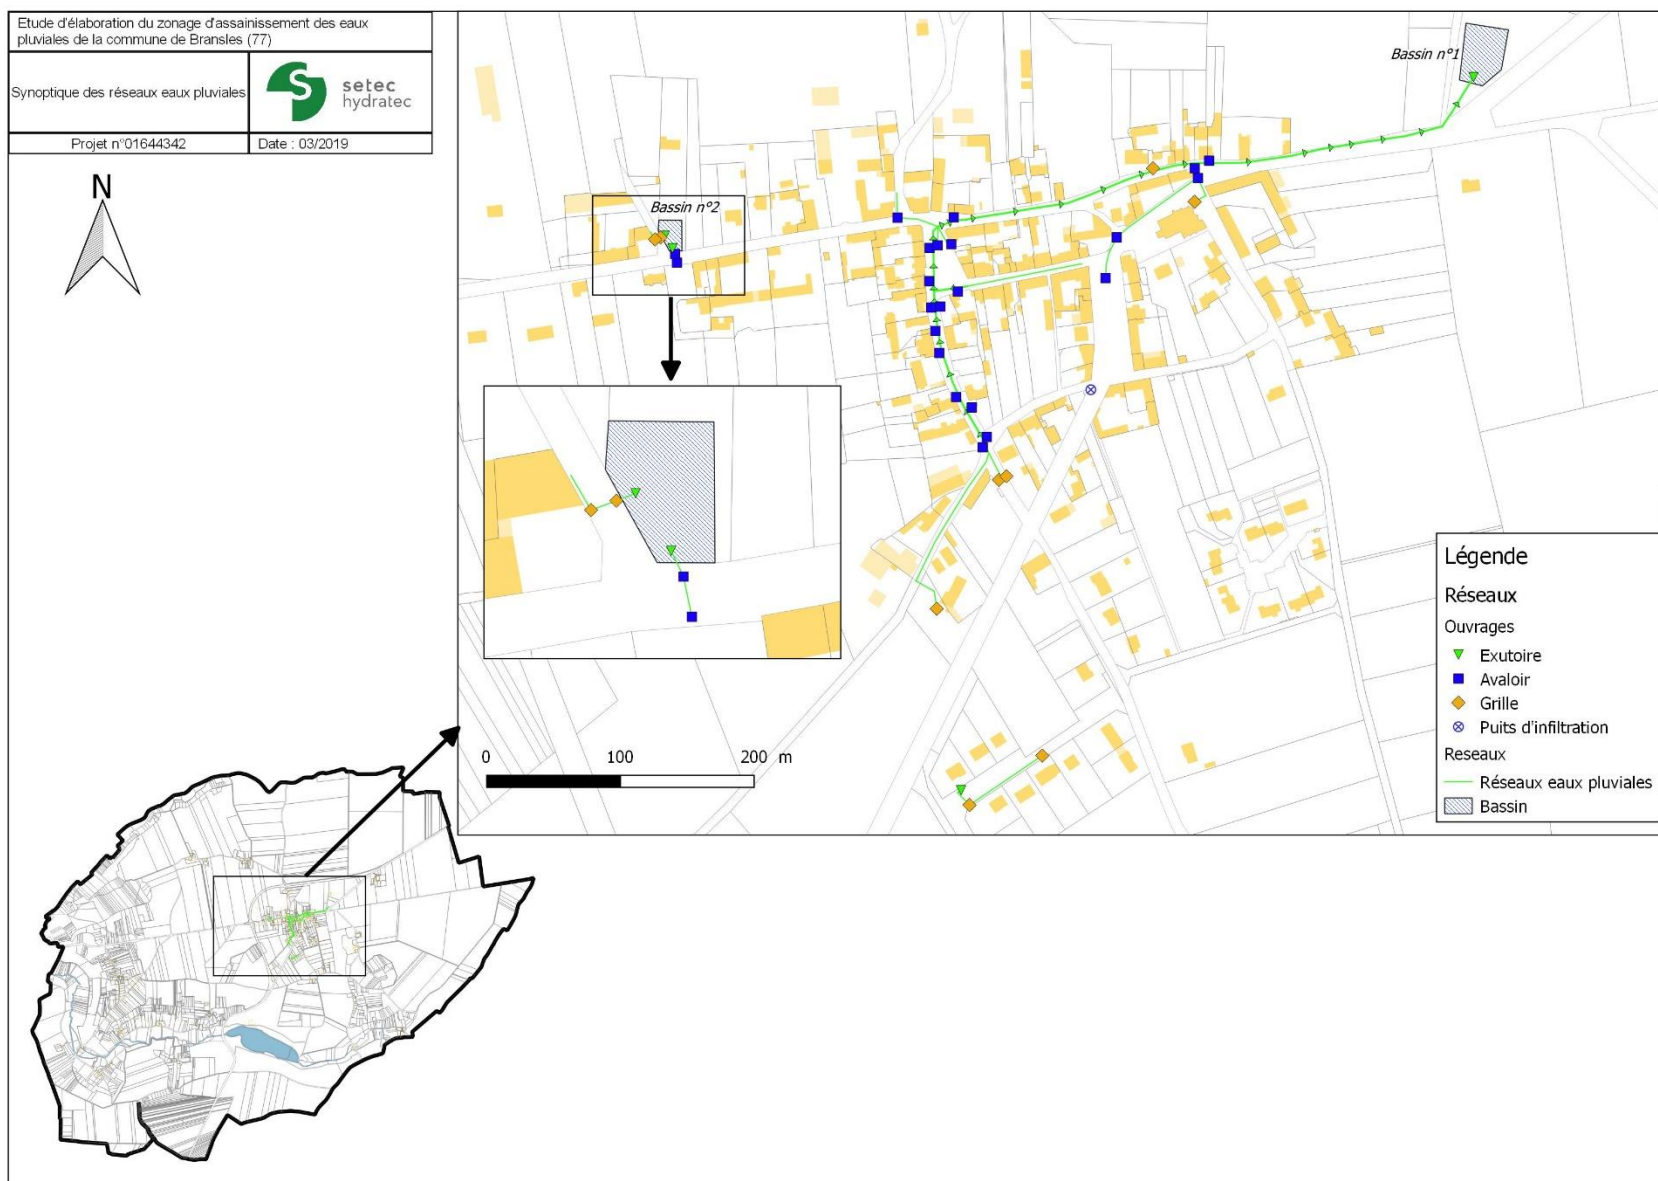 Etude d'élaboration du zonage d'assainissement des eaux
pluviales de la commune de Bransles (77)
Synoptique des réseaux eaux pluviales
setec
hydratec
Projet n°01644342
Date : 03/2019
N
Bassin n°1
Bassin n°2
0 100 200 m
Légende
Réseaux
Ouvrages
Exutoire
Avaloir
Grille
Puits d'infiltration
Reseaux
Réseaux eaux pluviales
Bassin